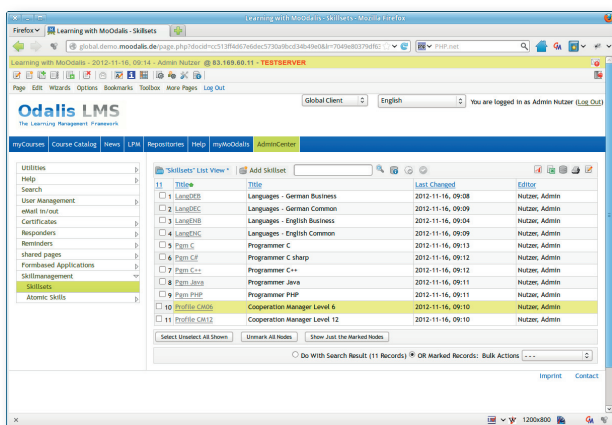 Learning with MoOdalis - Skillsets - Mozilla Firefox
Firefox
Learning with MoOdalis - Skillsets
global.demo.moodalis.de/page.php?docid=cc513ff4d67e6dec5730a9bcd34b49e0&lr=7049e80379df63
PHP.net
Learning with MoOdalis - 2012-11-16, 09:14 - Admin Nutzer @ 83.169.60.11 - TESTSERVER
Page Edit Wizards Options Bookmarks Toolbox More Pages Log Out
Odalis LMS
The Learning Management Framework
Global Client
English
You are logged in as Admin Nutzer (Log Out)
myCourses Course Catalog News LPM Repositories Help myMoOdalis AdminCenter
Utilities
Help
Search
User Management
eMail in/out
Certificates
Responders
Reminders
shared pages
Formbased Applications
Skillmanagement
Skillsets
Atomic Skills
"Skillsets" List View * Add Skillset
11 Title Title Last Changed Editor
1 LangDEB Languages - German Business 2012-11-16, 09:08 Nutzer, Admin
2 LangDEC Languages - German Common 2012-11-16, 09:09 Nutzer, Admin
3 LangENB Languages - English Business 2012-11-16, 09:04 Nutzer, Admin
4 LangENC Languages - English Common 2012-11-16, 09:09 Nutzer, Admin
5 Pgm C Programmer C 2012-11-16, 09:13 Nutzer, Admin
6 Pgm C# Programmer C sharp 2012-11-16, 09:12 Nutzer, Admin
7 Pgm C++ Programmer C++ 2012-11-16, 09:12 Nutzer, Admin
8 Pgm Java Programmer Java 2012-11-16, 09:11 Nutzer, Admin
9 Pgm PHP Programmer PHP 2012-11-16, 09:11 Nutzer, Admin
10 Profile CM06 Cooperation Manager Level 6 2012-11-16, 09:10 Nutzer, Admin
11 Profile CM12 Cooperation Manager Level 12 2012-11-16, 09:10 Nutzer, Admin
Select Unselect All Shown Unmark All Nodes Show Just the Marked Nodes
Do With Search Result (11 Records) OR Marked Records: Bulk Actions ---
Imprint Contact
1200x800